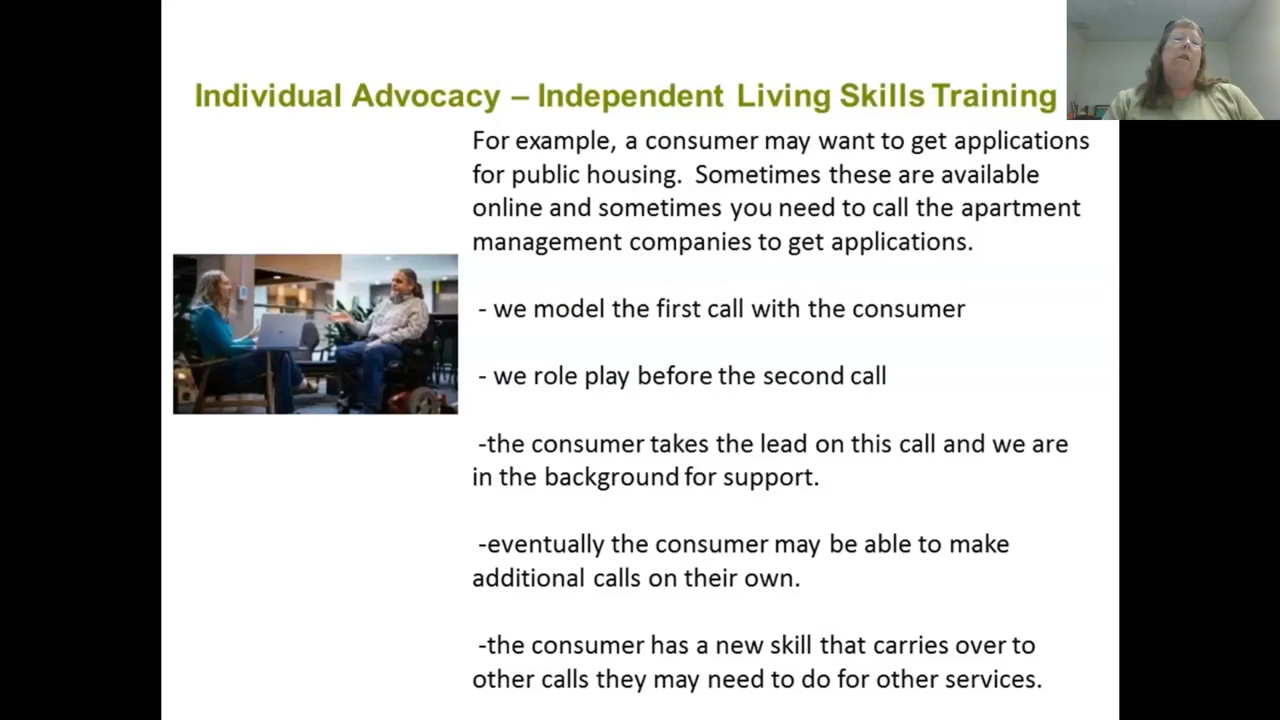 Individual Advocacy – Independent Living Skills Training
For example, a consumer may want to get applications
for public housing.  Sometimes these are available
online and sometimes you need to call the apartment
management companies to get applications.
- we model the first call with the consumer
- we role play before the second call
-the consumer takes the lead on this call and we are
in the background for support.
-eventually the consumer may be able to make
additional calls on their own.
-the consumer has a new skill that carries over to
other calls they may need to do for other services.